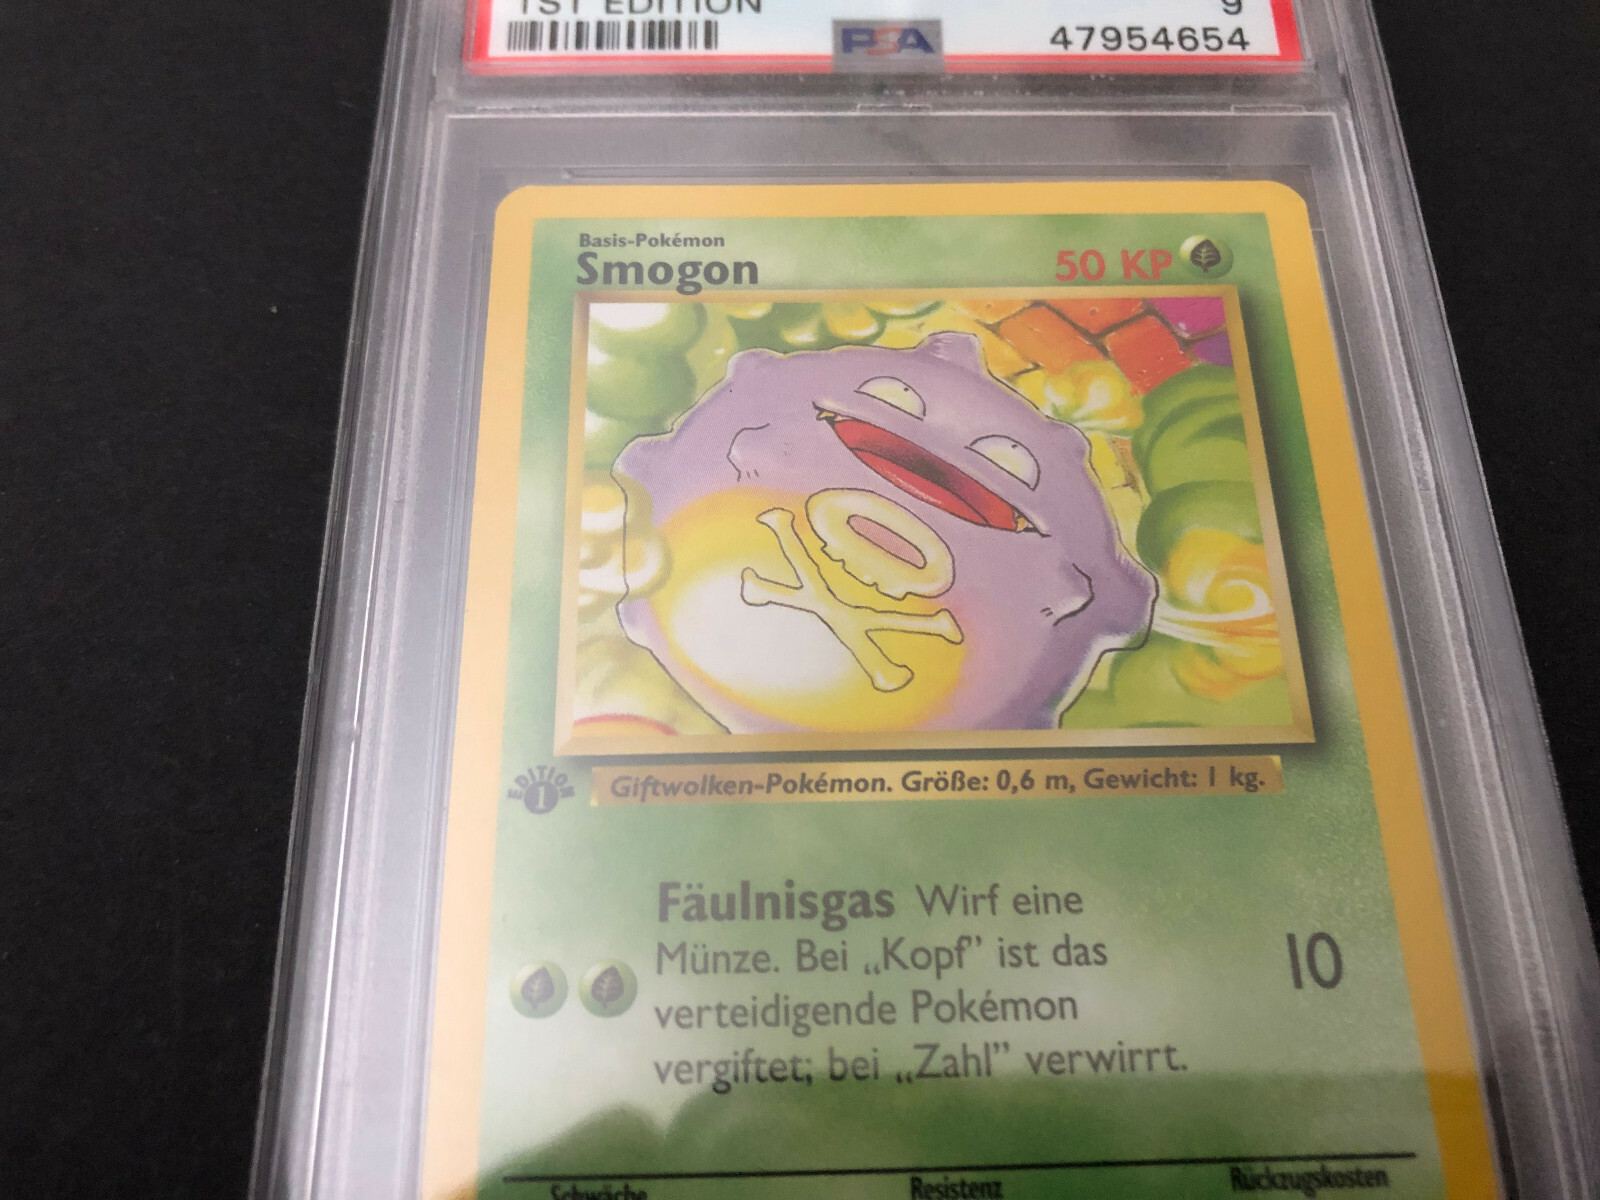 1ST EDITION 9
PSA 47954654
Basis-Pokémon
Smogon 50 KP
EDITION
1
Giftwolken-Pokémon. Größe: 0,6 m, Gewicht: 1 kg.
Fäulnisgas Wirf eine
Münze. Bei „Kopf” ist das
verteidigende Pokémon
vergiftet; bei „Zahl” verwirrt.
10
Schwäche Resistenz Rückzugskosten